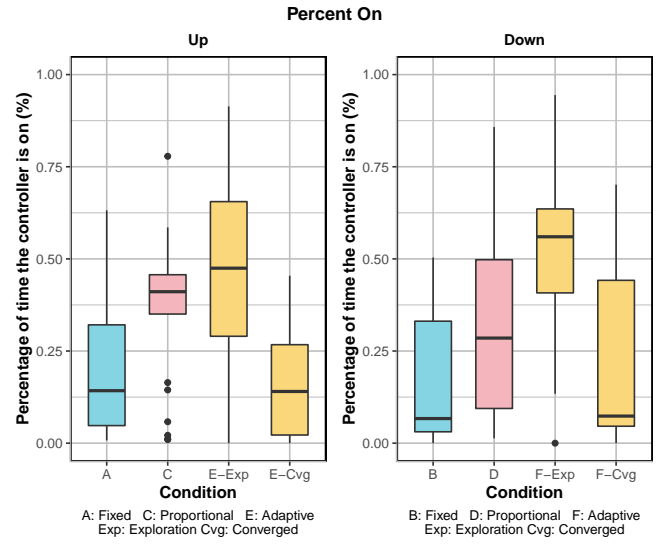 Percent On
Up
Down
Percentage of time the controller is on (%)
1.00
0.75
0.50
0.25
0.00
A C E−Exp E−Cvg
Condition
A: Fixed C: Proportional E: Adaptive
Exp: Exploration Cvg: Converged
Percentage of time the controller is on (%)
1.00
0.75
0.50
0.25
0.00
B D F−Exp F−Cvg
Condition
B: Fixed D: Proportional F: Adaptive
Exp: Exploration Cvg: Converged